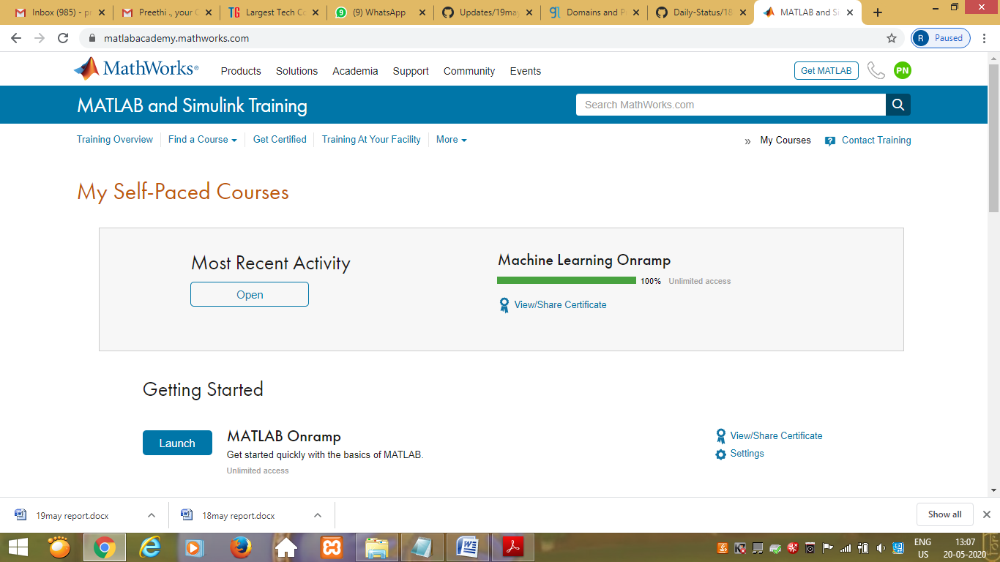 Inbox (985) - p
Preethi ., your C
Largest Tech Co
(9) WhatsApp
Updates/19may
Domains and P
Daily-Status/18
MATLAB and Si
matlabacademy.mathworks.com
R Paused
MathWorks®
Products Solutions Academia Support Community Events
Get MATLAB
PN
MATLAB and Simulink Training
Search MathWorks.com
Training Overview Find a Course Get Certified Training At Your Facility More
» My Courses Contact Training
My Self-Paced Courses
Most Recent Activity
Open
Machine Learning Onramp
100% Unlimited access
View/Share Certificate
Getting Started
Launch
MATLAB Onramp
Get started quickly with the basics of MATLAB.
Unlimited access
View/Share Certificate
Settings
19may report.docx
18may report.docx
Show all
ENG 13:07
US 20-05-2020